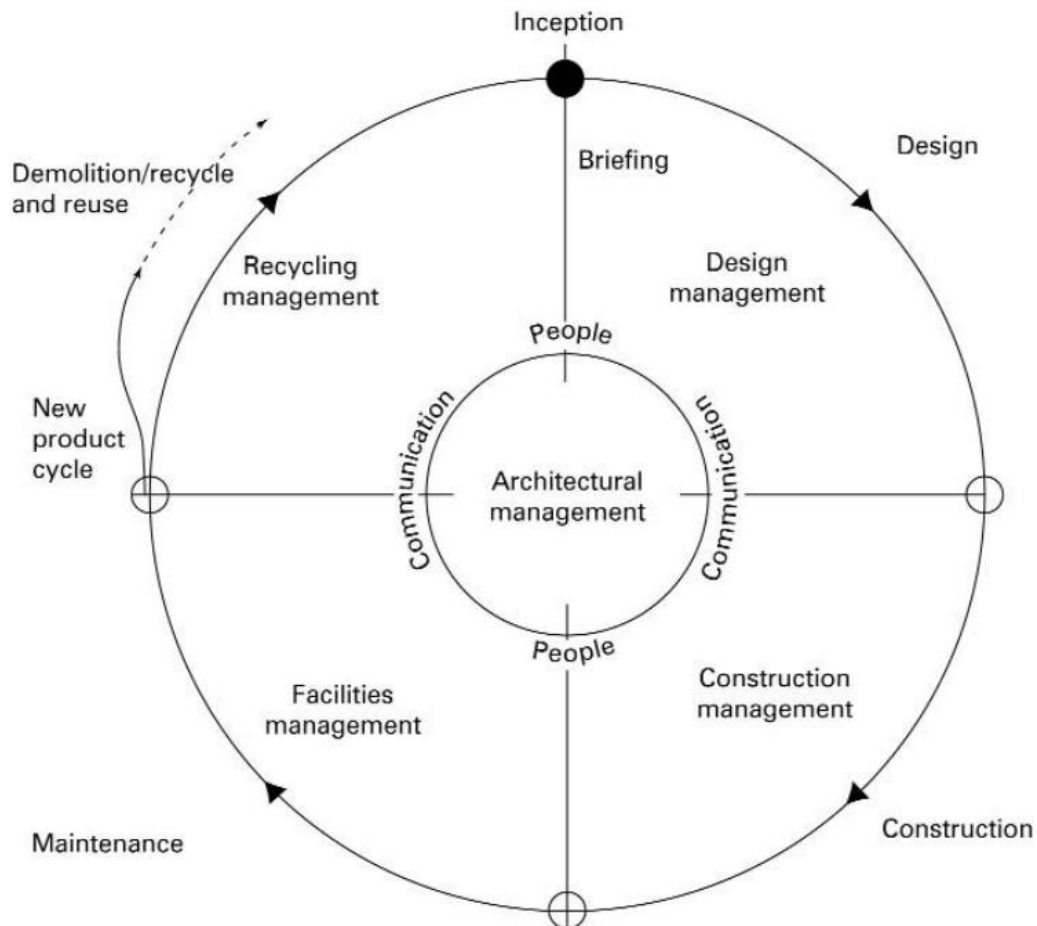 Inception
Briefing
Design
Demolition/recycle
and reuse
Recycling
management
Design
management
People
New
product
cycle
Communication
Architectural
management
Communication
People
Facilities
management
Construction
management
Maintenance
Construction